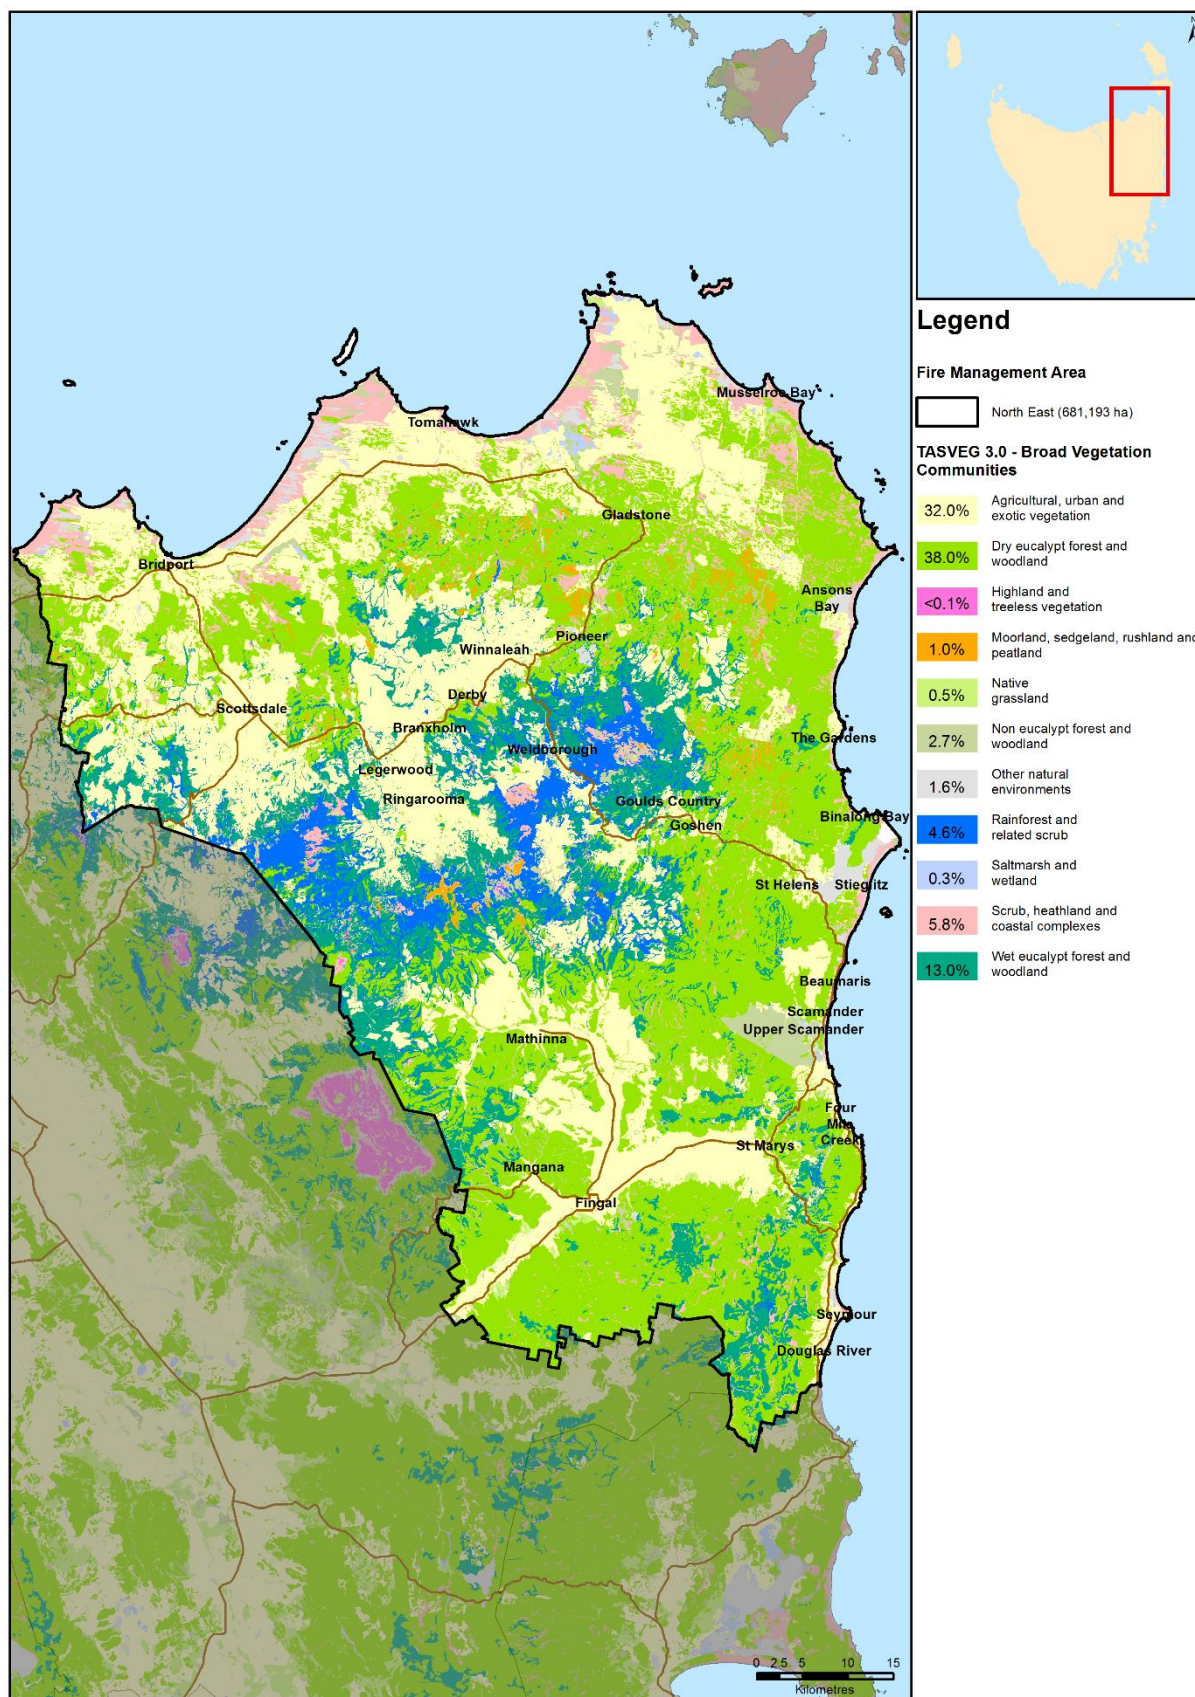 N
Legend
Fire Management Area
North East (681,193 ha)
TASVEG 3.0 - Broad Vegetation
Communities
32.0%
Agricultural, urban and
exotic vegetation
38.0%
Dry eucalypt forest and
woodland
<0.1%
Highland and
treeless vegetation
1.0%
Moorland, sedgeland, rushland and
peatland
0.5%
Native
grassland
2.7%
Non eucalypt forest and
woodland
1.6%
Other natural
environments
4.6%
Rainforest and
related scrub
0.3%
Saltmarsh and
wetland
5.8%
Scrub, heathland and
coastal complexes
13.0%
Wet eucalypt forest and
woodland
Musselroe Bay
Tomahawk
Gladstone
Bridport
Ansons
Bay
Pioneer
Winnaleah
Derby
Scottsdale
Branxholm
The Gardens
Weldborough
Legerwood
Ringarooma
Goulds Country
Binalong Bay
Goshen
St Helens
Stieglitz
Beaumaris
Scamander
Upper Scamander
Mathinna
Four
Mile
Creek
St Marys
Mangana
Fingal
Seymour
Douglas River
0 2.5 5 10 15
Kilometres